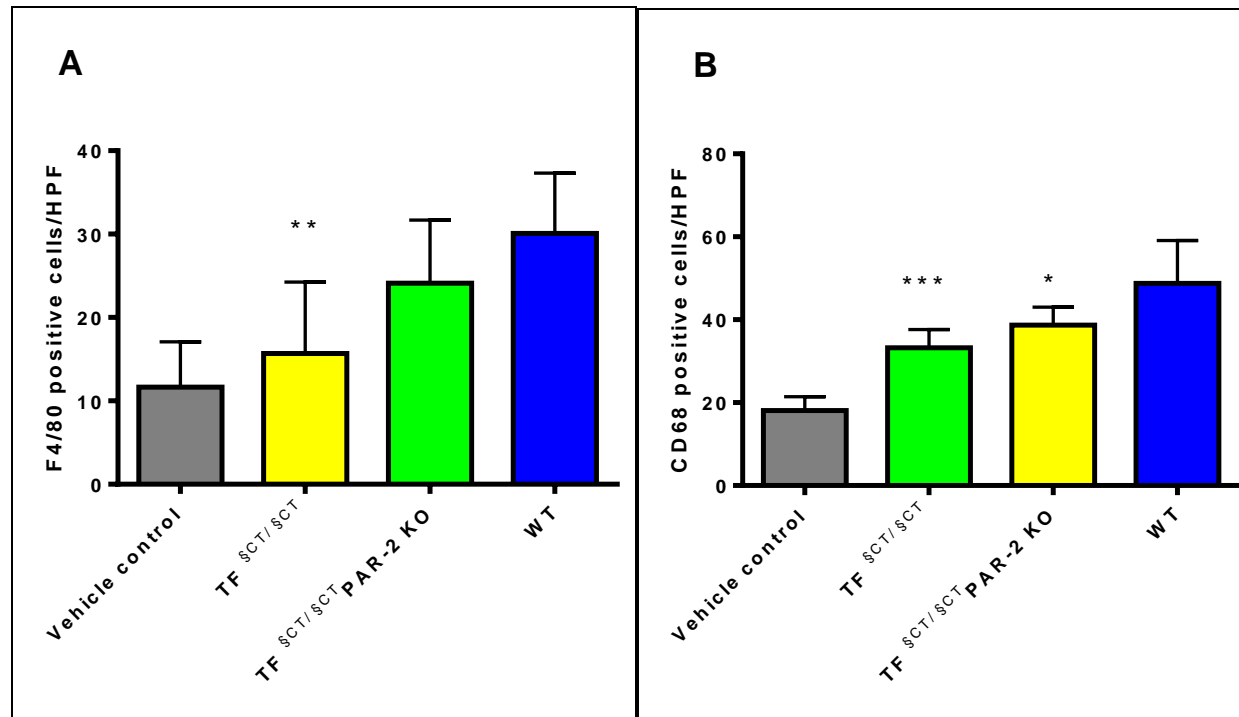 A
F4/80 positive cells/HPF
40
30
20
10
0
**
Vehicle control
TF §CT/§CT
TF §CT/§CT PAR-2 KO
WT
B
CD68 positive cells/HPF
80
60
40
20
0
***
*
Vehicle control
TF §CT/§CT
TF §CT/§CT PAR-2 KO
WT